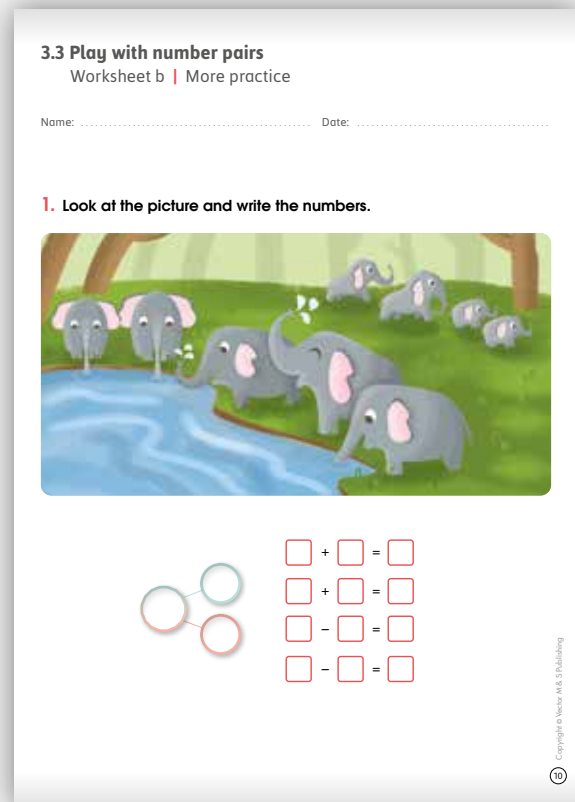 3.3 Play with number pairs
Worksheet b | More practice
Name: Date:
1. Look at the picture and write the numbers.
+ =
+ =
– =
– =
Copyright © Vector M & S Publishing
10